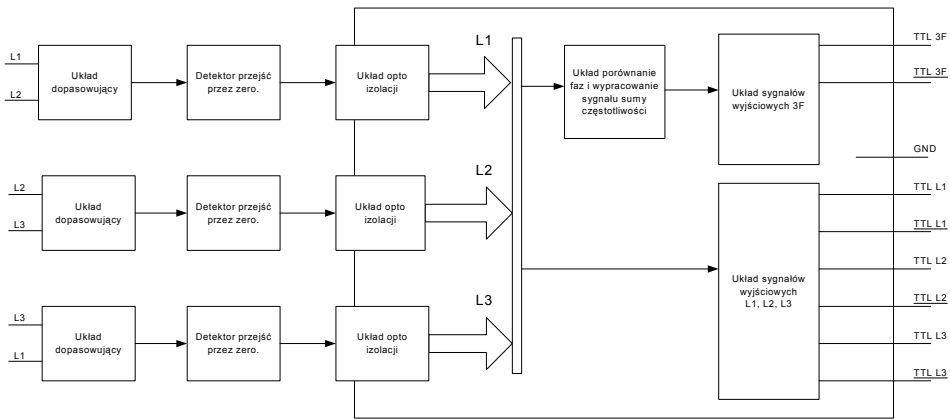 L1
L2
Układ
dopasowujący
Detektor przejść
przez zero.
Układ opto
izolacji
L1
Układ porównanie
faz i wypracowanie
sygnału sumy
częstotliwości
Układ sygnałów
wyjściowych 3F
TTL 3F
TTL 3F
GND
L2
L3
Układ
dopasowujący
Detektor przejść
przez zero.
Układ opto
izolacji
L2
L3
L1
Układ
dopasowujący
Detektor przejść
przez zero.
Układ opto
izolacji
L3
Układ sygnałów
wyjściowych
L1, L2, L3
TTL L1
TTL L1
TTL L2
TTL L2
TTL L3
TTL L3